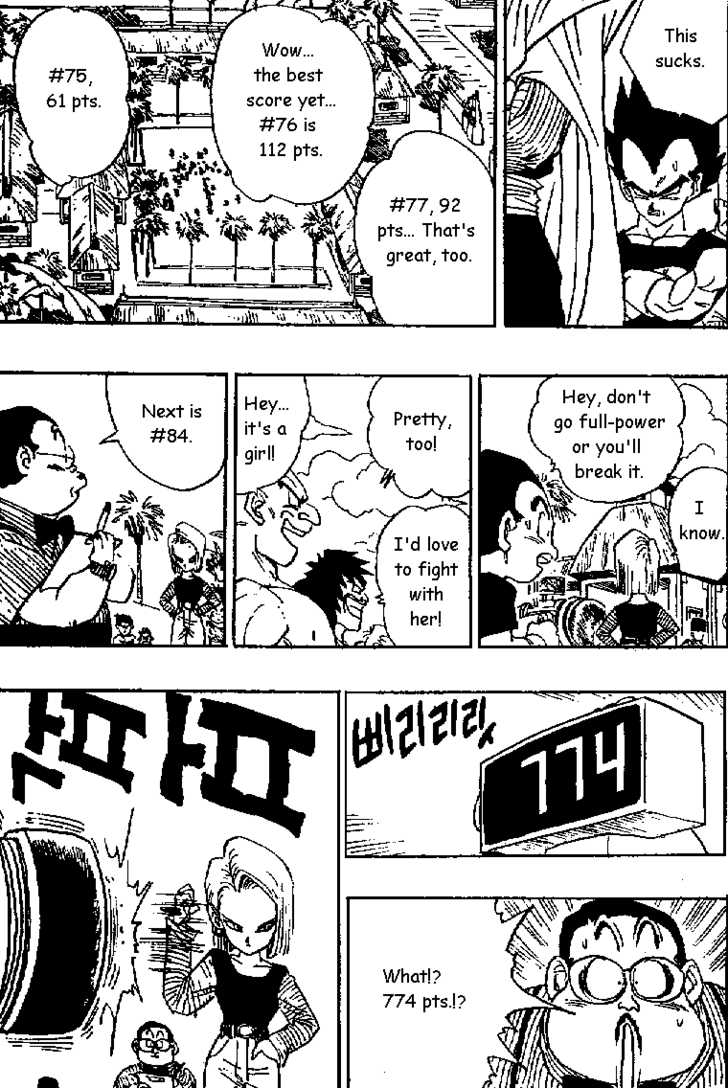 #75,
61 pts.
Wow...
the best
score yet...
#76 is
112 pts.
#77, 92
pts... That's
great, too.
This
sucks.
Next is
#84.
Hey...
it's a
girl!
Pretty,
too!
I'd love
to fight
with
her!
Hey, don't
go full-power
or you'll
break it.
I
know.
삐리리릿
774
What!?
774 pts.!?